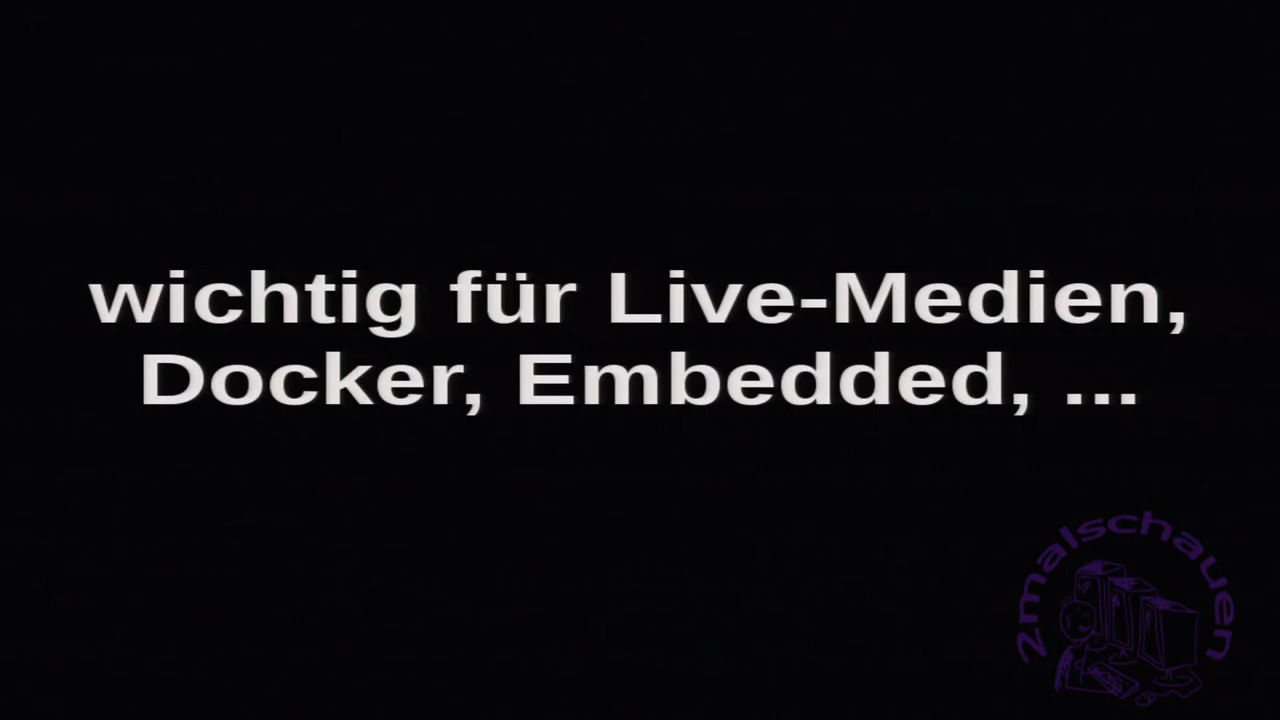 wichtig für Live-Medien,
Docker, Embedded, ...
2malschauen